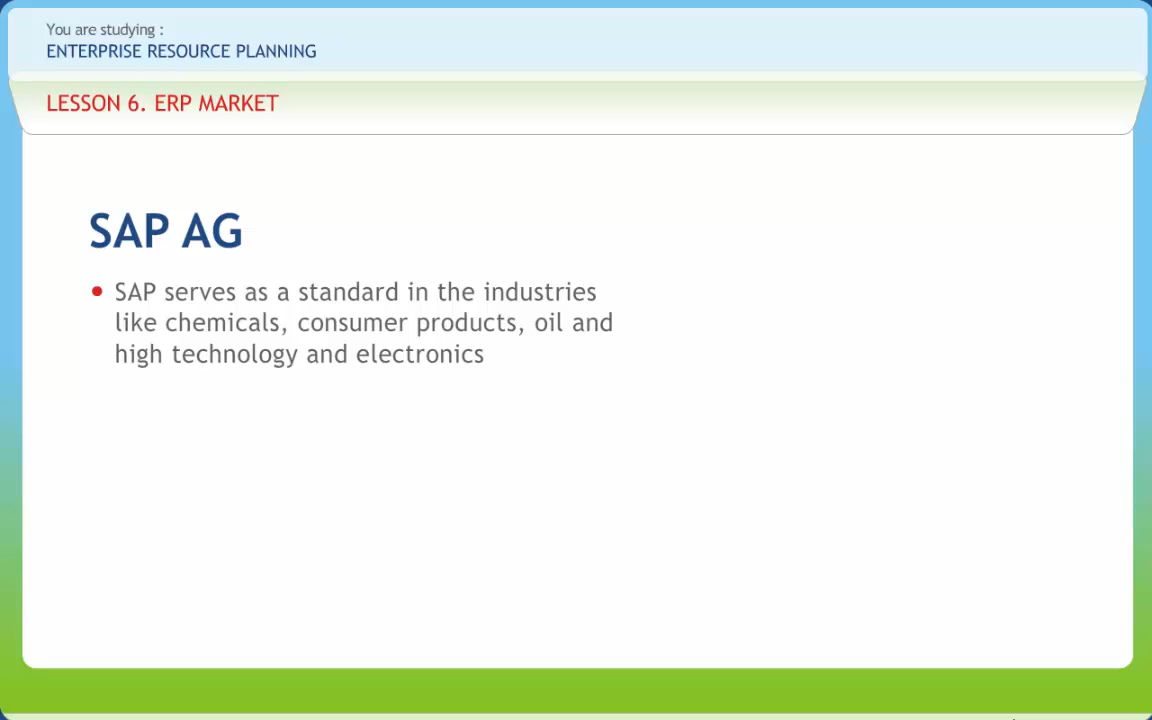 You are studying :
ENTERPRISE RESOURCE PLANNING
LESSON 6. ERP MARKET
SAP AG
• SAP serves as a standard in the industries
like chemicals, consumer products, oil and
high technology and electronics